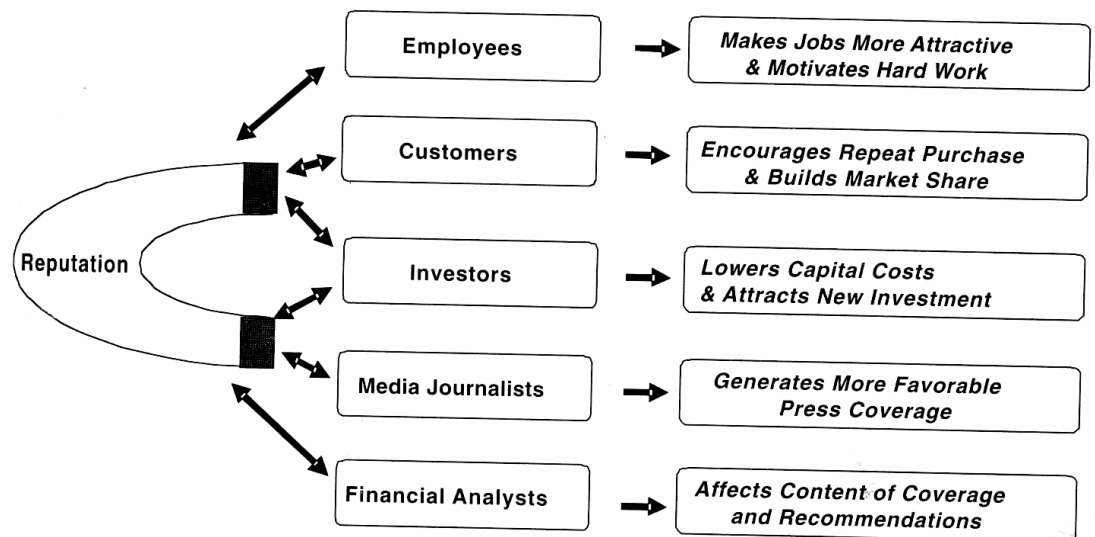 Employees
Makes Jobs More Attractive
& Motivates Hard Work
Customers
Encourages Repeat Purchase
& Builds Market Share
Reputation
Investors
Lowers Capital Costs
& Attracts New Investment
Media Journalists
Generates More Favorable
Press Coverage
Financial Analysts
Affects Content of Coverage
and Recommendations